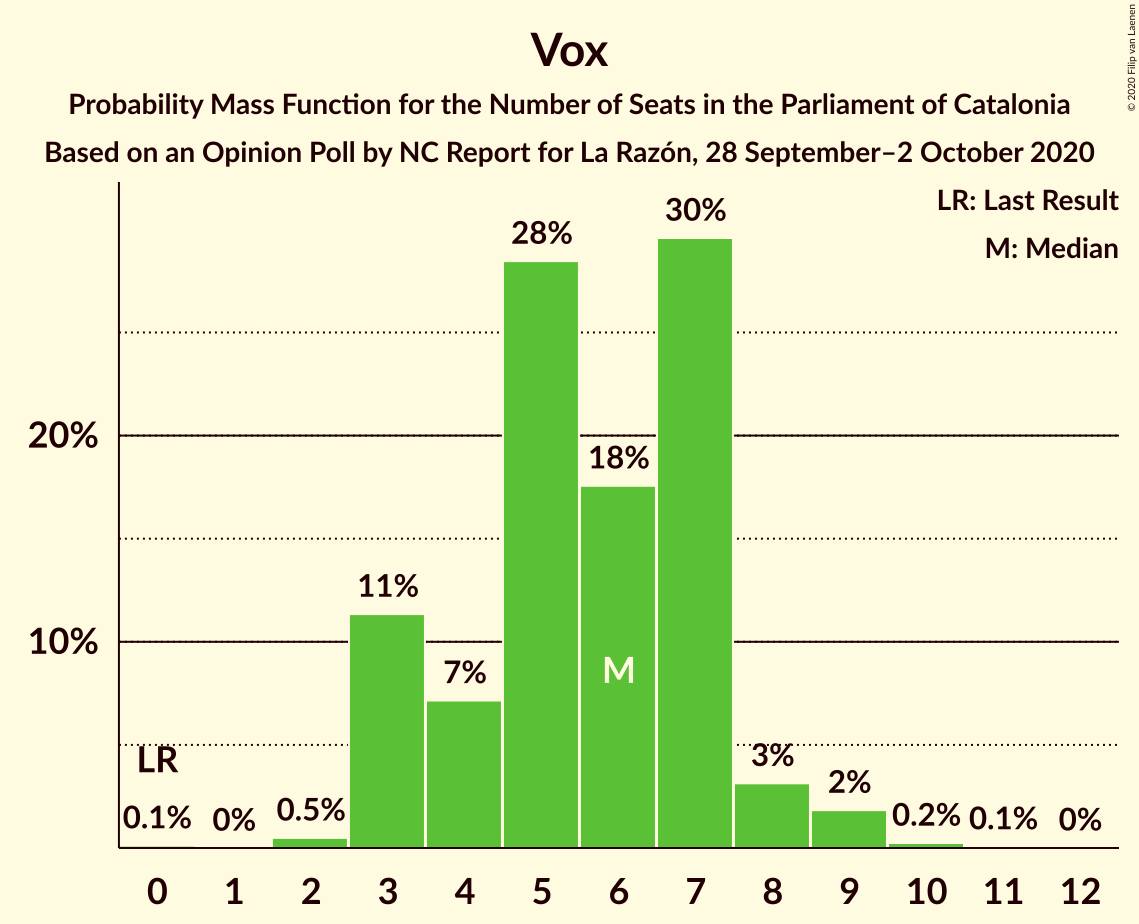 Vox
Probability Mass Function for the Number of Seats in the Parliament of Catalonia
Based on an Opinion Poll by NC Report for La Razón, 28 September–2 October 2020
© 2020 Filip van Laenen
LR: Last Result
M: Median
20%
10%
LR
0.1%
0%
0.5%
11%
7%
28%
18%
M
30%
3%
2%
0.2%
0.1%
0%
0 1 2 3 4 5 6 7 8 9 10 11 12